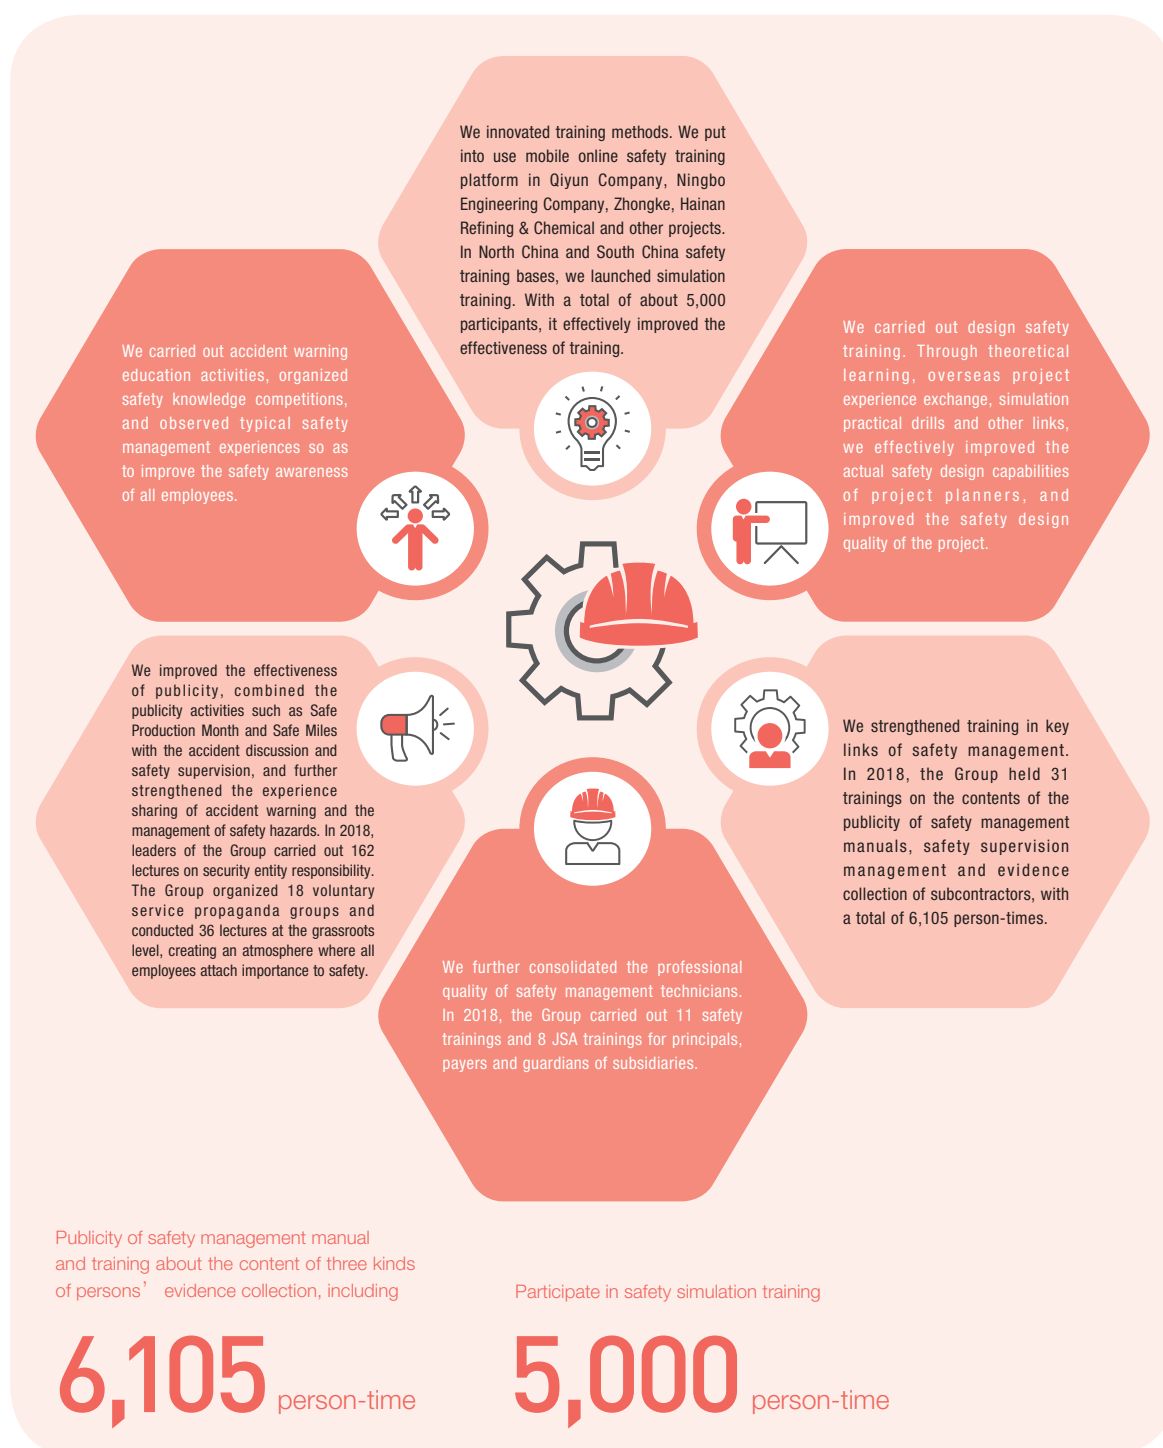 We innovated training methods. We put
into use mobile online safety training
platform in Qiyun Company, Ningbo
Engineering Company, Zhongke, Hainan
Refining & Chemical and other projects.
In North China and South China safety
training bases, we launched simulation
training. With a total of about 5,000
participants, it effectively improved the
effectiveness of training.
We carried out accident warning
education activities, organized
safety knowledge competitions,
and observed typical safety
management experiences so as
to improve the safety awareness
of all employees.
We carried out design safety
training. Through theoretical
learning, overseas project
experience exchange, simulation
practical drills and other links,
we effectively improved the
actual safety design capabilities
of project planners, and
improved the safety design
quality of the project.
We improved the effectiveness
of publicity, combined the
publicity activities such as Safe
Production Month and Safe Miles
with the accident discussion and
safety supervision, and further
strengthened the experience
sharing of accident warning and the
management of safety hazards. In 2018,
leaders of the Group carried out 162
lectures on security entity responsibility.
The Group organized 18 voluntary
service propaganda groups and
conducted 36 lectures at the grassroots
level, creating an atmosphere where all
employees attach importance to safety.
We strengthened training in key
links of safety management.
In 2018, the Group held 31
trainings on the contents of the
publicity of safety management
manuals, safety supervision
management and evidence
collection of subcontractors, with
a total of 6,105 person-times.
We further consolidated the professional
quality of safety management technicians.
In 2018, the Group carried out 11 safety
trainings and 8 JSA trainings for principals,
payers and guardians of subsidiaries.
Publicity of safety management manual
and training about the content of three kinds
of persons’ evidence collection, including
6,105 person-time
Participate in safety simulation training
5,000 person-time